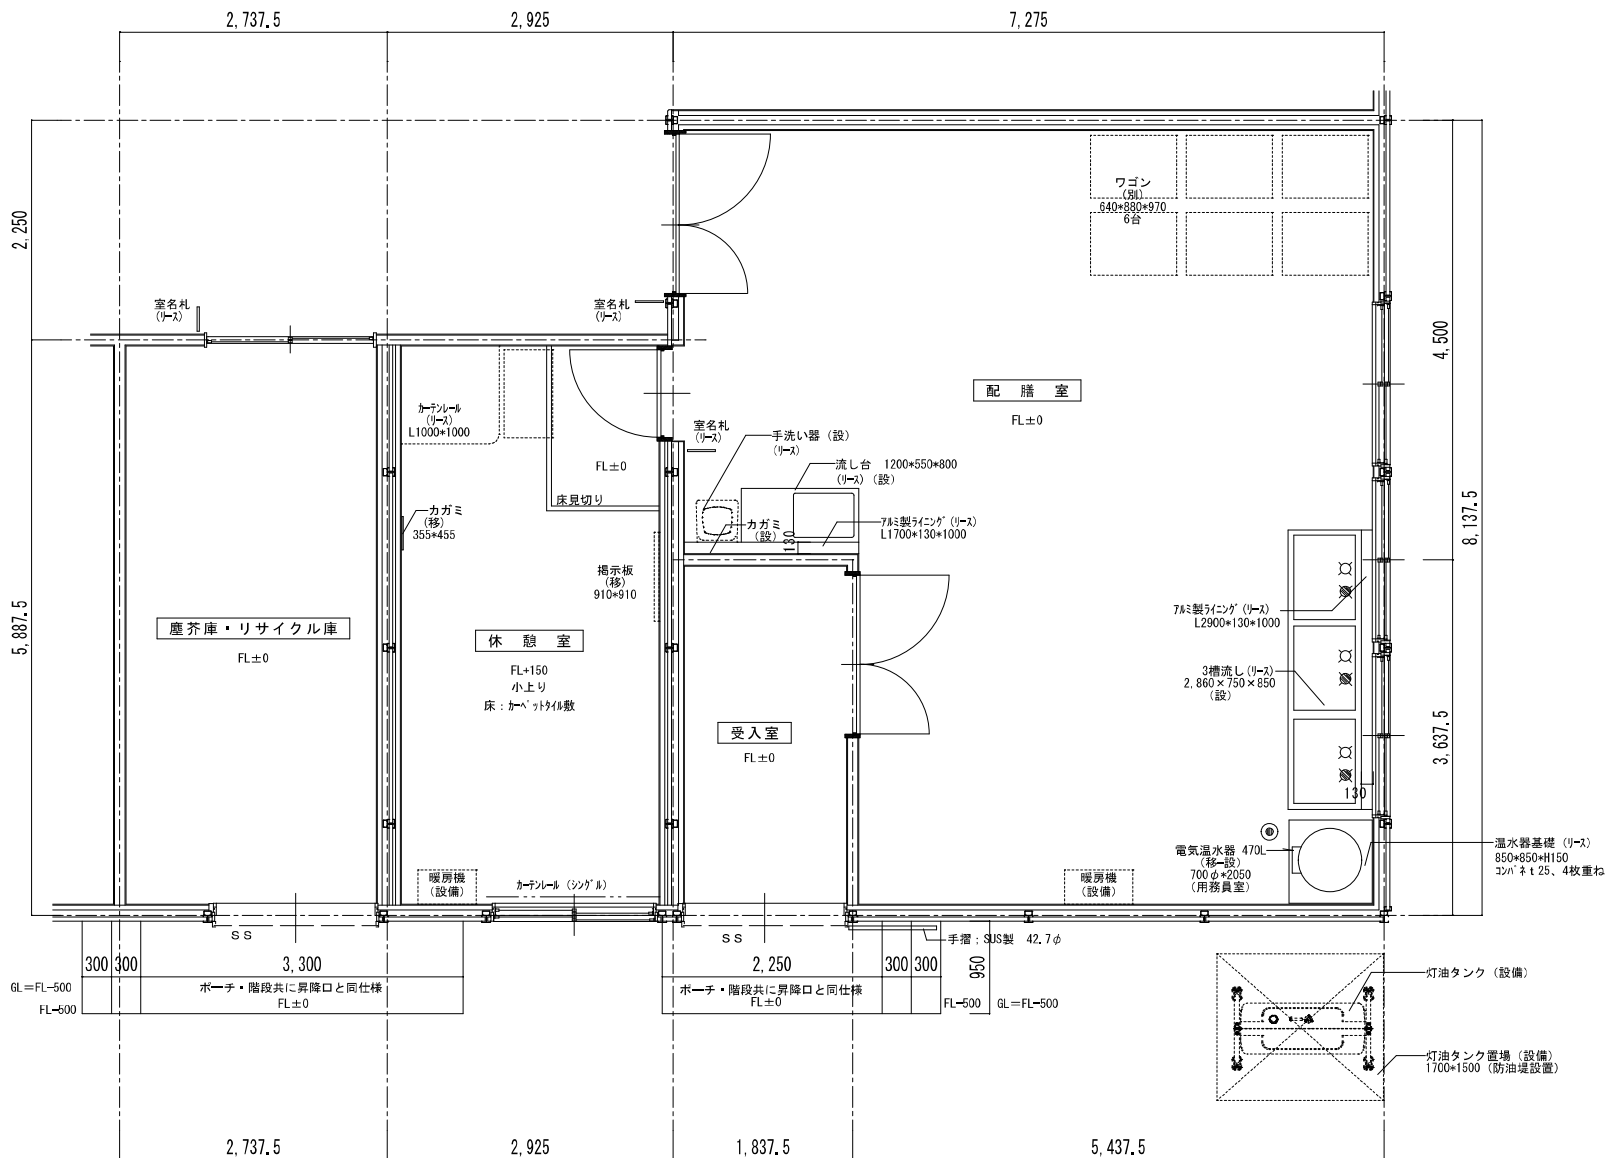 2,737.5
2,925
7,275
2,250
5,887.5
4,500
8,137.5
3,637.5
ワゴン
(別)
640*880*970
6台
室名札
(リース)
室名札
(リース)
配膳室
FL±0
カーテンレール
(リース)
L1000*1000
室名札
(リース)
手洗い器(設)
(リース)
流し台 1200*550*800
(リース)(設)
FL±0
床見切り
カガミ
(移)
355*455
カガミ
(設)
130
アルミ製ライニング(リース)
L1700*130*1000
掲示板
(移)
910*910
アルミ製ライニング(リース)
L2900*130*1000
塵芥庫・リサイクル庫
FL±0
休憩室
FL+150
小上り
床:カーペットタイル敷
3槽流し(リース)
2,860×750×850
(設)
受入室
FL±0
130
電気温水器 470L
(移設)
700φ*2050
(用務員室)
温水器基礎(リース)
850*850*H150
コンパネt25、4枚重ね
暖房機
(設備)
カーテンレール(シングル)
暖房機
(設備)
SS
SS
手摺:SUS製 42.7φ
300
300
3,300
2,250
300
300
950
GL=FL-500
ポーチ・階段共に昇降口と同仕様
FL±0
FL-500
ポーチ・階段共に昇降口と同仕様
FL±0
FL-500
GL=FL-500
灯油タンク(設備)
灯油タンク置場(設備)
1700*1500(防油堤設置)
2,737.5
2,925
1,837.5
5,437.5